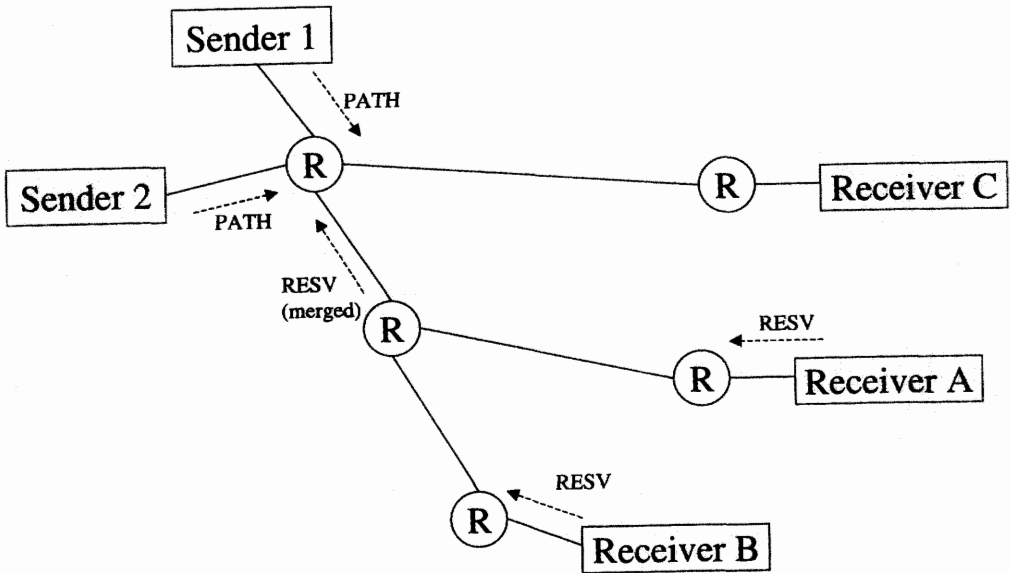 Sender 1
PATH
R
R
Receiver C
Sender 2
PATH
RESV
(merged)
R
RESV
R
Receiver A
RESV
R
Receiver B